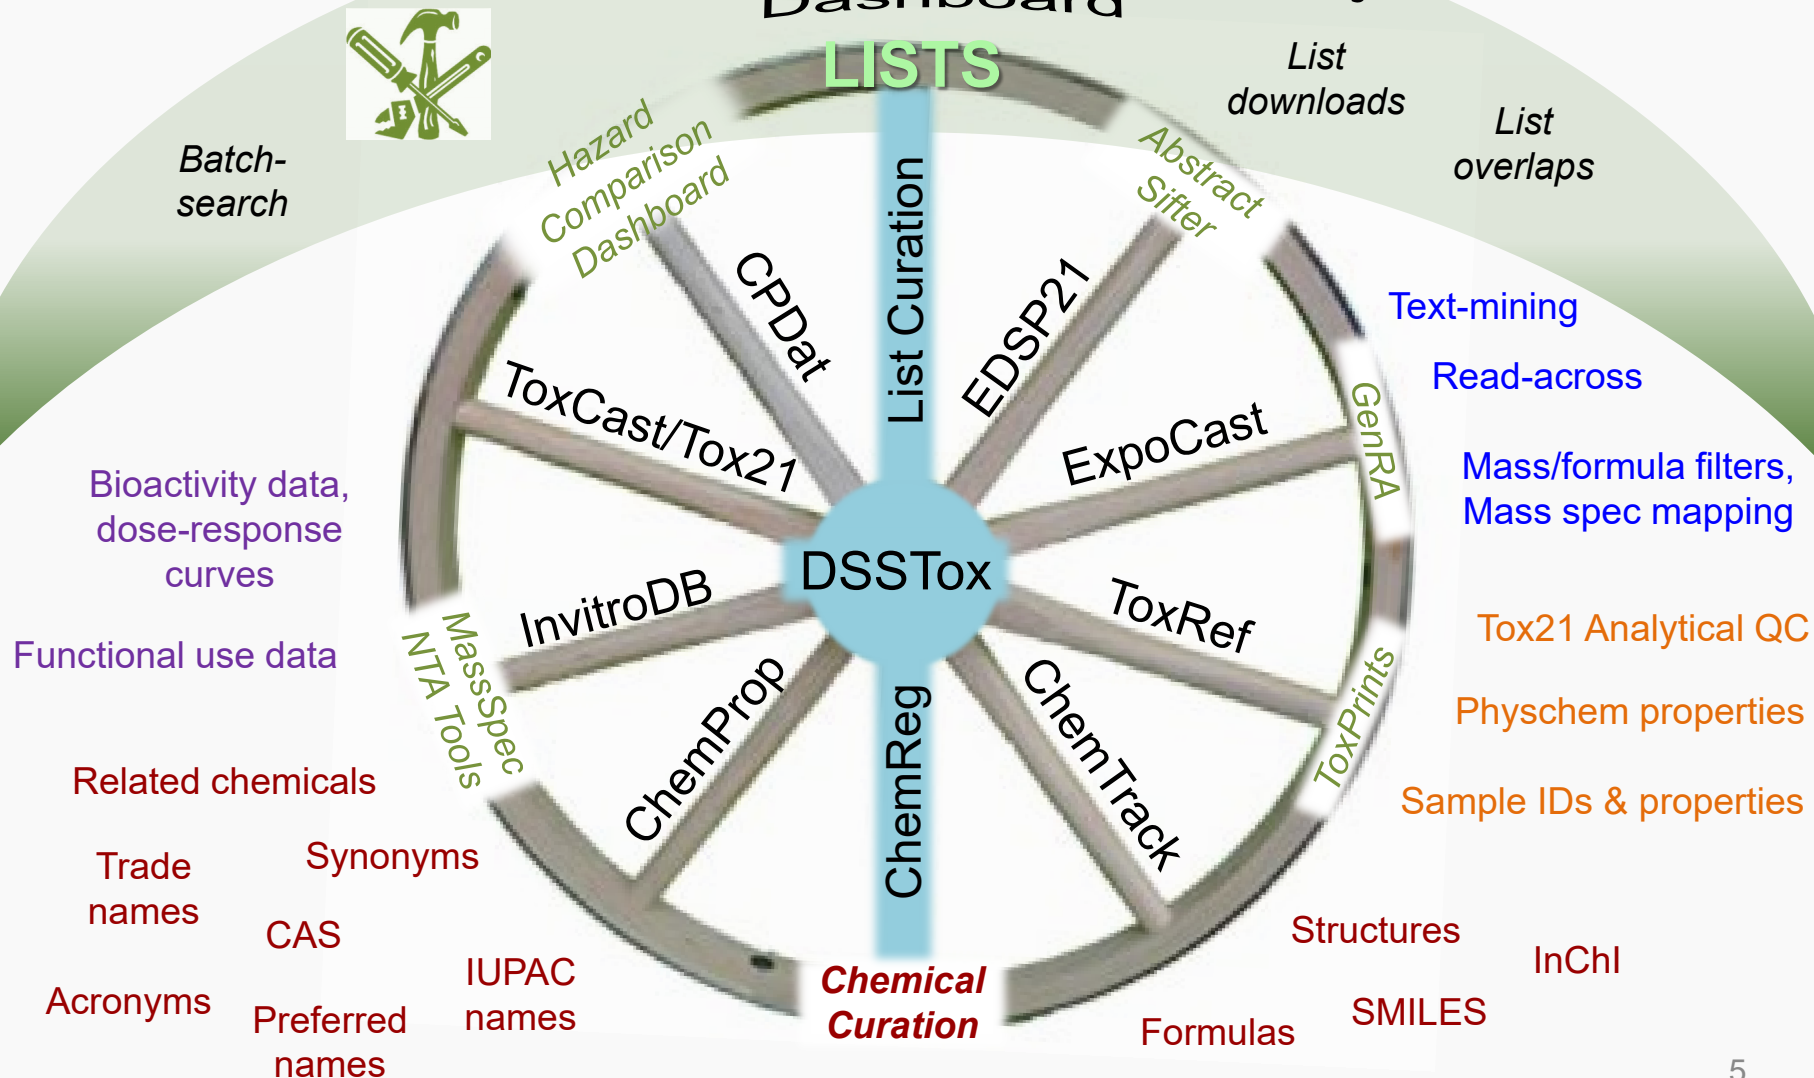 Dashboard
LISTS
List
downloads
List
overlaps
Batch-
search
Hazard
Comparison
Dashboard
Abstract
Sifter
CPDat
List Curation
EDSP21
Text-mining
Read-across
ToxCast/Tox21
ExpoCast
GenRA
Mass/formula filters,
Mass spec mapping
Bioactivity data,
dose-response
curves
DSSTox
InvitroDB
ToxRef
Tox21 Analytical QC
Functional use data
MassSpec
NTA Tools
ToxPrints
Physchem properties
ChemProp
ChemReg
ChemTrack
Related chemicals
Sample IDs & properties
Synonyms
Trade
names
CAS
IUPAC
names
Acronyms
Preferred
names
Chemical
Curation
Structures
InChI
SMILES
Formulas
5